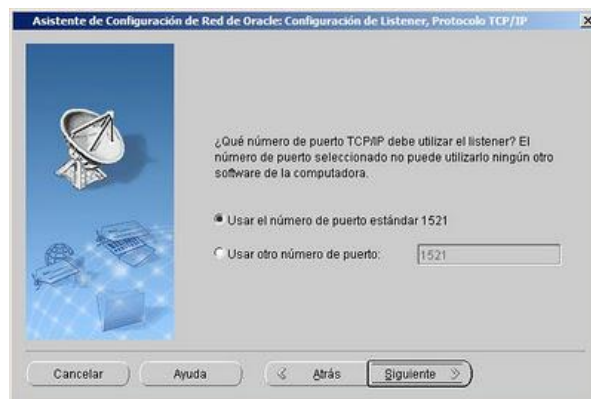 Asistente de Configuración de Red de Oracle: Configuración de Listener, Protocolo TCP/IP
¿Qué número de puerto TCP/IP debe utilizar el listener? El
número de puerto seleccionado no puede utilizarlo ningún otro
software de la computadora.
Usar el número de puerto estándar 1521
Usar otro número de puerto: 1521
Cancelar Ayuda Atrás Siguiente